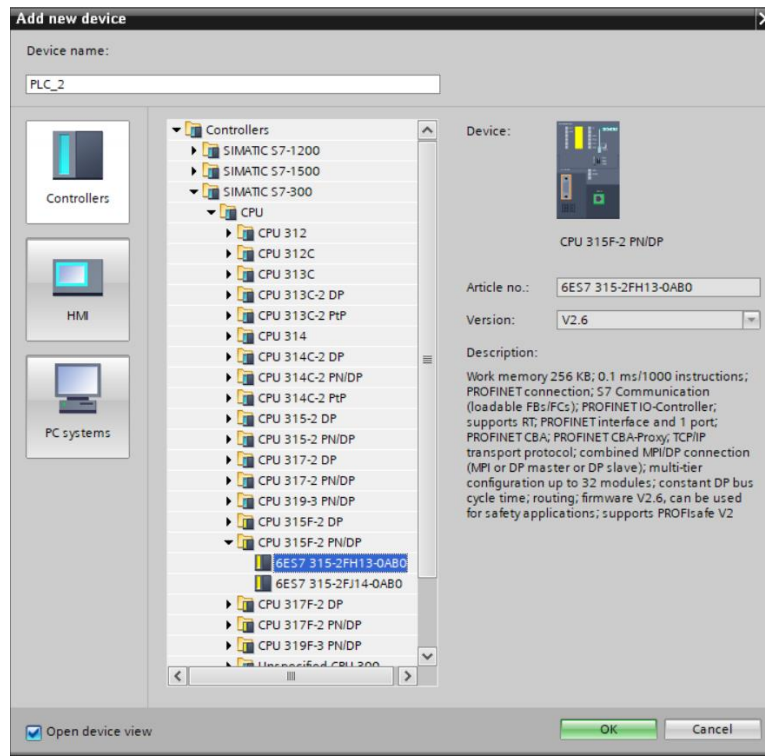 Add new device
Device name:
PLC_2
Controllers
HMI
PC systems
Controllers
SIMATIC S7-1200
SIMATIC S7-1500
SIMATIC S7-300
CPU
CPU 312
CPU 312C
CPU 313C
CPU 313C-2 DP
CPU 313C-2 PtP
CPU 314
CPU 314C-2 DP
CPU 314C-2 PN/DP
CPU 314C-2 PtP
CPU 315-2 DP
CPU 315-2 PN/DP
CPU 317-2 DP
CPU 317-2 PN/DP
CPU 319-3 PN/DP
CPU 315F-2 DP
CPU 315F-2 PN/DP
6ES7 315-2FH13-0AB0
6ES7 315-2FJ14-0AB0
CPU 317F-2 DP
CPU 317F-2 PN/DP
CPU 319F-3 PN/DP
Unspecified CPU 300
Device:
CPU 315F-2 PN/DP
Article no.: 6ES7 315-2FH13-0AB0
Version: V2.6
Description:
Work memory 256 KB; 0.1 ms/1000 instructions;
PROFINET connection; S7 Communication
(loadable FBs/FCs); PROFINET IO-Controller;
supports RT; PROFINET interface and 1 port;
PROFINET CBA; PROFINET CBA-Proxy; TCP/IP
transport protocol; combined MPI/DP connection
(MPI or DP master or DP slave); multi-tier
configuration up to 32 modules; constant DP bus
cycle time; routing; firmware V2.6, can be used
for safety applications; supports PROFIsafe V2
Open device view
OK
Cancel